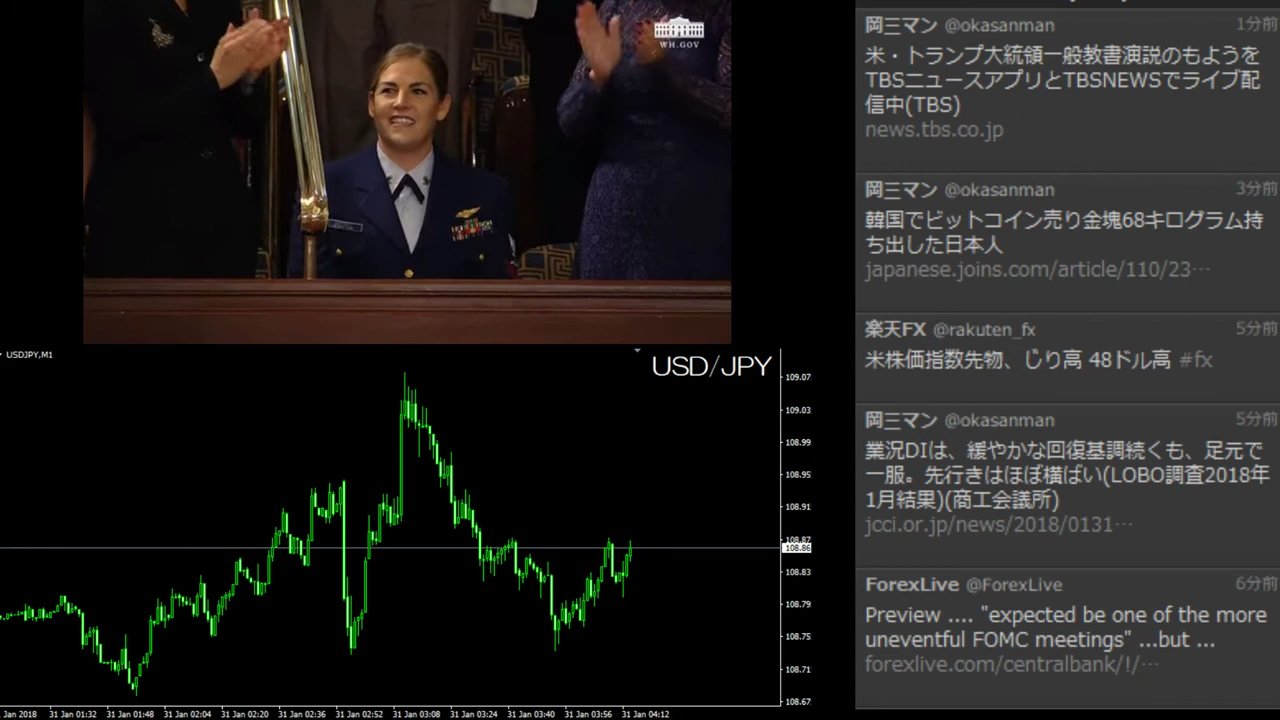 WH.GOV
USDJPY,M1
USD/JPY
109.07
109.03
108.99
108.95
108.91
108.87
108.86
108.83
108.79
108.75
108.71
108.67
Jan 2018
31 Jan 01:32
31 Jan 01:48
31 Jan 02:04
31 Jan 02:20
31 Jan 02:36
31 Jan 02:52
31 Jan 03:08
31 Jan 03:24
31 Jan 03:40
31 Jan 03:56
31 Jan 04:12
岡三マン @okasanman 1分前
米・トランプ大統領一般教書演説のもようを
TBSニュースアプリとTBSNEWSでライブ配
信中(TBS)
news.tbs.co.jp
岡三マン @okasanman 3分前
韓国でビットコイン売り金塊68キログラム持
ち出した日本人
japanese.joins.com/article/110/23…
楽天FX @rakuten_fx 5分前
米株価指数先物、じり高 48ドル高 #fx
岡三マン @okasanman 5分前
業況DIは、緩やかな回復基調続くも、足元で
一服。先行きはほぼ横ばい(LOBO調査2018年
1月結果)(商工会議所)
jcci.or.jp/news/2018/0131…
ForexLive @ForexLive 6分前
Preview .... "expected be one of the more
uneventful FOMC meetings" ...but ...
forexlive.com/centralbank/!/…